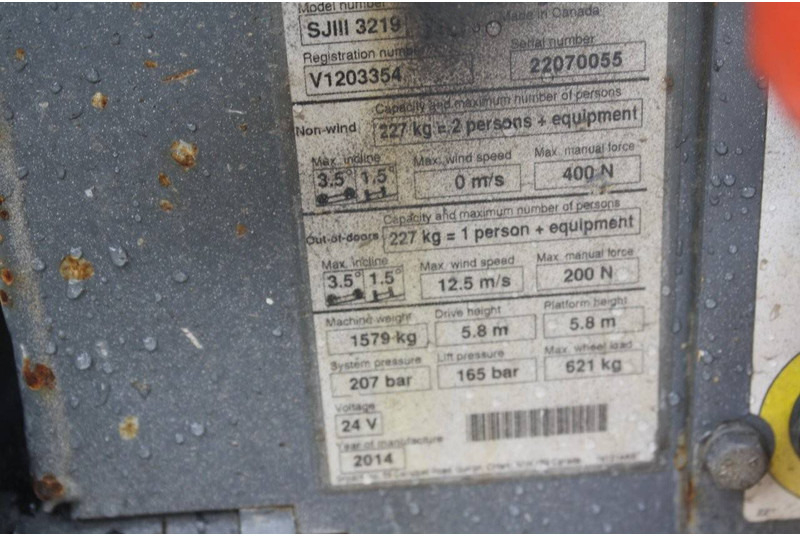 Model number
SJIII 3219
Made in Canada
Registration number
V1203354
Serial number
22070055
Non-wind
Capacity and maximum number of persons
227 kg = 2 persons + equipment
Max. incline
3.5° 1.5°
Max. wind speed
0 m/s
Max. manual force
400 N
Out-of-doors
Capacity and maximum number of persons
227 kg = 1 person + equipment
Max. incline
3.5° 1.5°
Max. wind speed
12.5 m/s
Max. manual force
200 N
Machine weight
1579 kg
Drive height
5.8 m
Platform height
5.8 m
System pressure
207 bar
Lift pressure
165 bar
Max. wheel load
621 kg
Voltage
24 V
Year of manufacture
2014